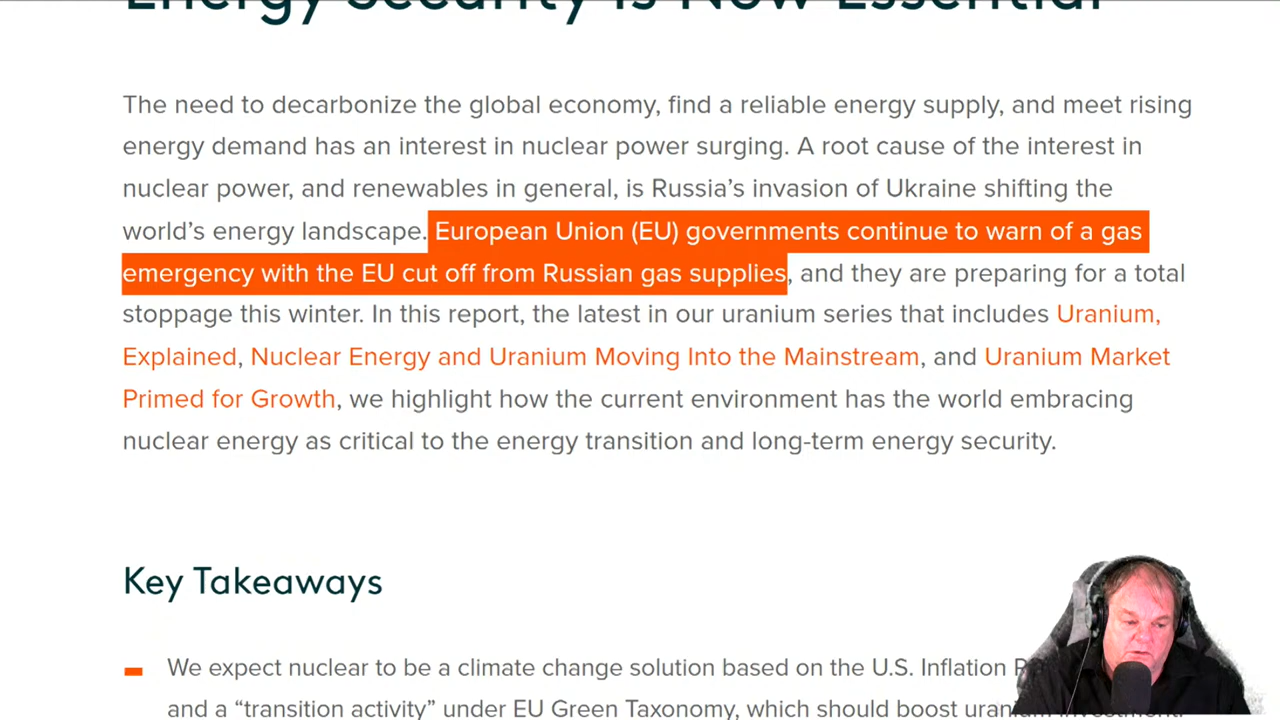 Energy Security is Now Essential
The need to decarbonize the global economy, find a reliable energy supply, and meet rising
energy demand has an interest in nuclear power surging. A root cause of the interest in
nuclear power, and renewables in general, is Russia’s invasion of Ukraine shifting the
world’s energy landscape. European Union (EU) governments continue to warn of a gas
emergency with the EU cut off from Russian gas supplies, and they are preparing for a total
stoppage this winter. In this report, the latest in our uranium series that includes Uranium,
Explained, Nuclear Energy and Uranium Moving Into the Mainstream, and Uranium Market
Primed for Growth, we highlight how the current environment has the world embracing
nuclear energy as critical to the energy transition and long-term energy security.
Key Takeaways
We expect nuclear to be a climate change solution based on the U.S. Inflation
and a “transition activity” under EU Green Taxonomy, which should boost uranium